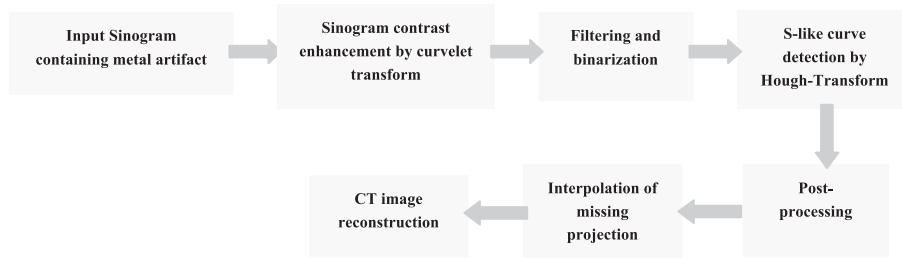 Input Sinogram
containing metal artifact
Sinogram contrast
enhancement by curvelet
transform
Filtering and
binarization
S-like curve
detection by
Hough-Transform
Post-
processing
Interpolation of
missing
projection
CT image
reconstruction